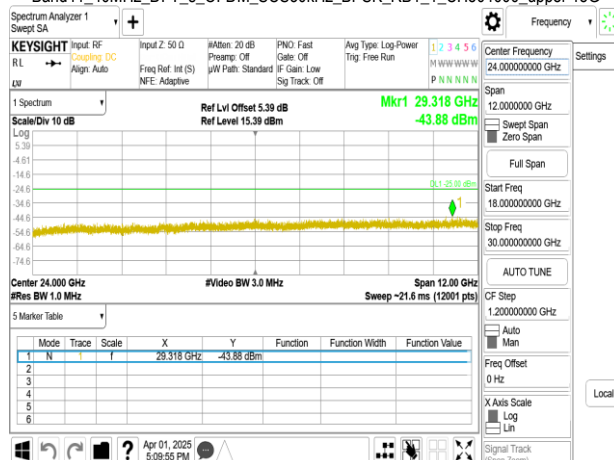 Spectrum Analyzer 1
Swept SA
Frequency
KEYSIGHT
Input: RF
Coupling: DC
Align: Auto
Input Z: 50 Ω
Freq Ref: Int (S)
NFE: Adaptive
#Atten: 20 dB
Preamp: Off
µW Path: Standard
PNO: Fast
Gate: Off
IF Gain: Low
Sig Track: Off
Avg Type: Log-Power
Trig: Free Run
1 2 3 4 5 6
M W W W W W
P N N N N N
RL
1 Spectrum
Scale/Div 10 dB
Ref Lvl Offset 5.39 dB
Ref Level 15.39 dBm
Mkr1 29.318 GHz
-43.88 dBm
Log
5.39
-4.61
-14.6
-24.6
-34.6
-44.6
-54.6
-64.6
-74.6
DL1 -25.00 dBm
1
Center 24.000 GHz
#Res BW 1.0 MHz
#Video BW 3.0 MHz
Span 12.00 GHz
Sweep ~21.6 ms (12001 pts)
5 Marker Table
Mode Trace Scale X Y Function Function Width Function Value
1 N 1 f 29.318 GHz -43.88 dBm
2
3
4
5
6
Apr 01, 2025
5:09:55 PM
Center Frequency
24.000000000 GHz
Settings
Span
12.0000000 GHz
Swept Span
Zero Span
Full Span
Start Freq
18.000000000 GHz
Stop Freq
30.000000000 GHz
AUTO TUNE
CF Step
1.200000000 GHz
Auto
Man
Freq Offset
0 Hz
X Axis Scale
Log
Lin
Local
Signal Track